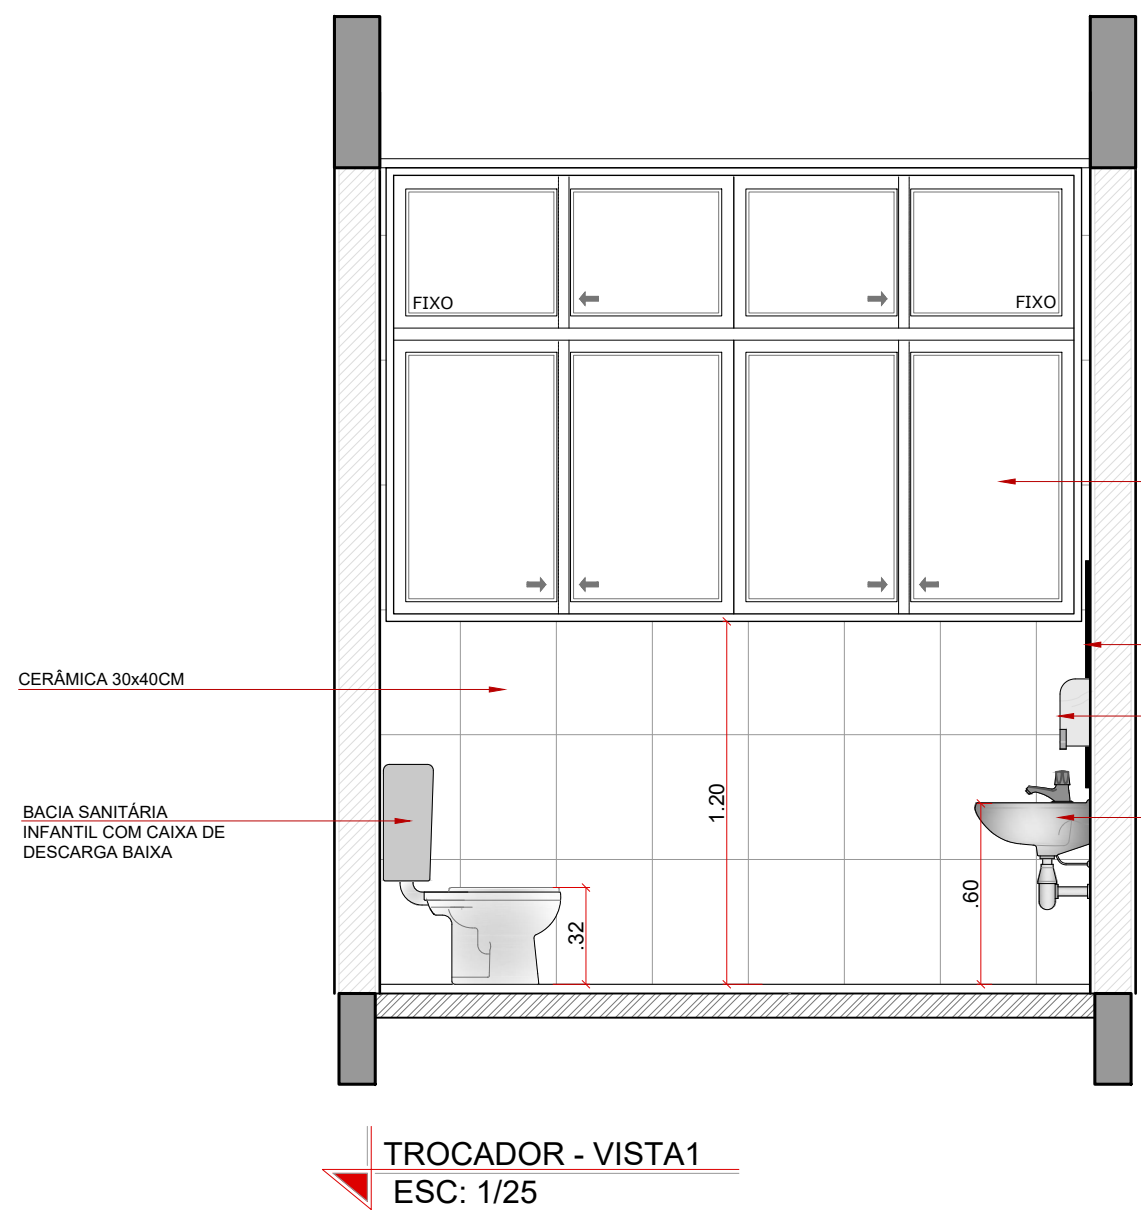 FIXO
FIXO
CERÂMICA 30x40CM
BACIA SANITÁRIA
INFANTIL COM CAIXA DE
DESCARGA BAIXA
1.20
.60
.32
TROCADOR - VISTA1
ESC: 1/25